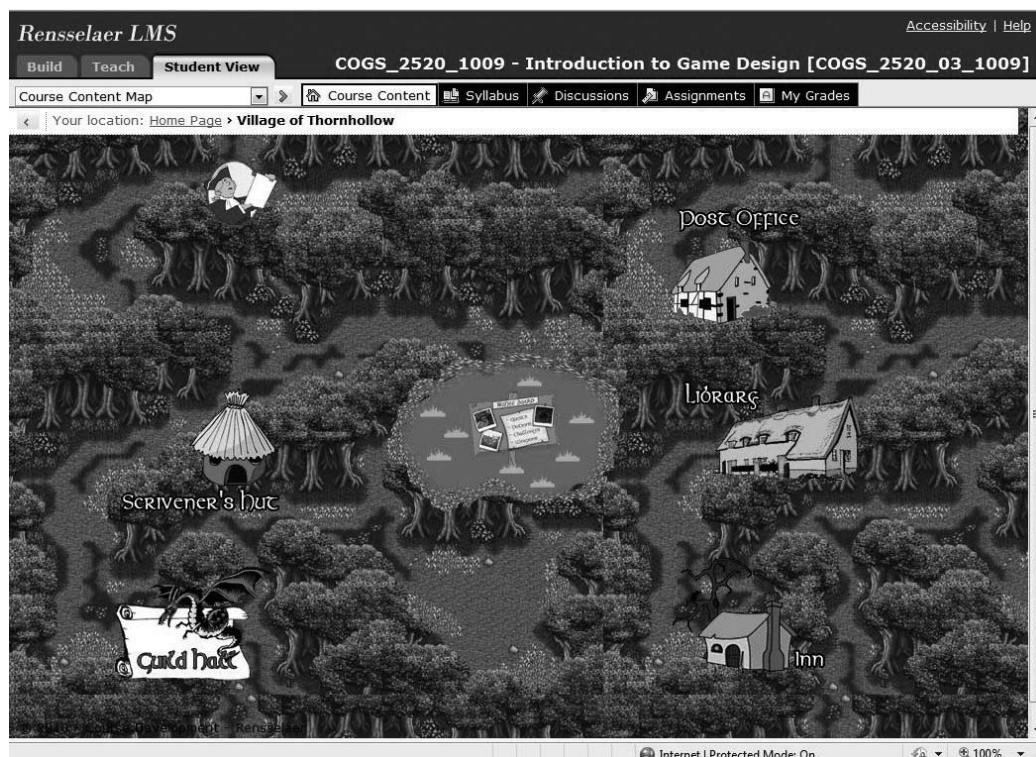 Rensselaer LMS
Accessibility | Help
Build Teach Student View
COGS_2520_1009 - Introduction to Game Design [COGS_2520_03_1009]
Course Content Map
Course Content Syllabus Discussions Assignments My Grades
Your location: Home Page › Village of Thornhollow
Post Office
Library
Scrivener's Hut
Guild Hall
Inn
Internet | Protected Mode: On
100%